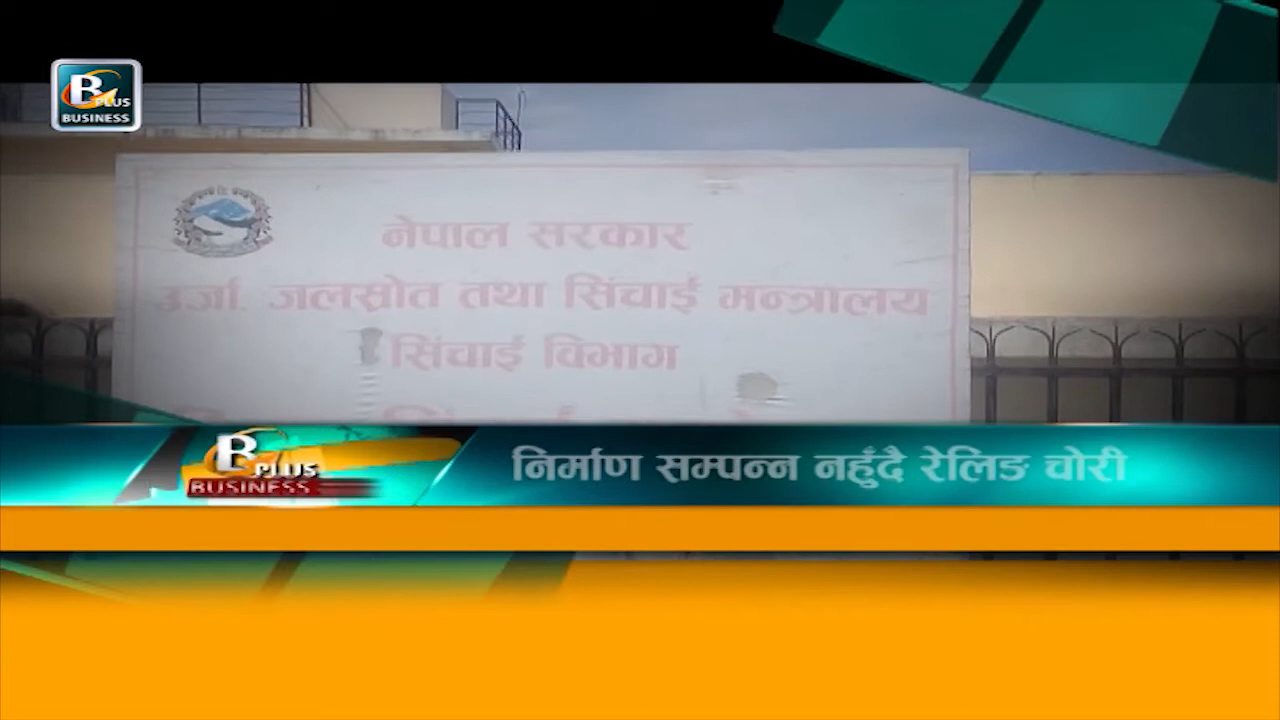 B
PLUS
BUSINESS
नेपाल सरकार
उर्जा, जलस्रोत तथा सिंचाई मन्त्रालय
सिंचाई विभाग
B
PLUS
BUSINESS
निर्माण सम्पन्न नहुँदै रेलिङ चोरी